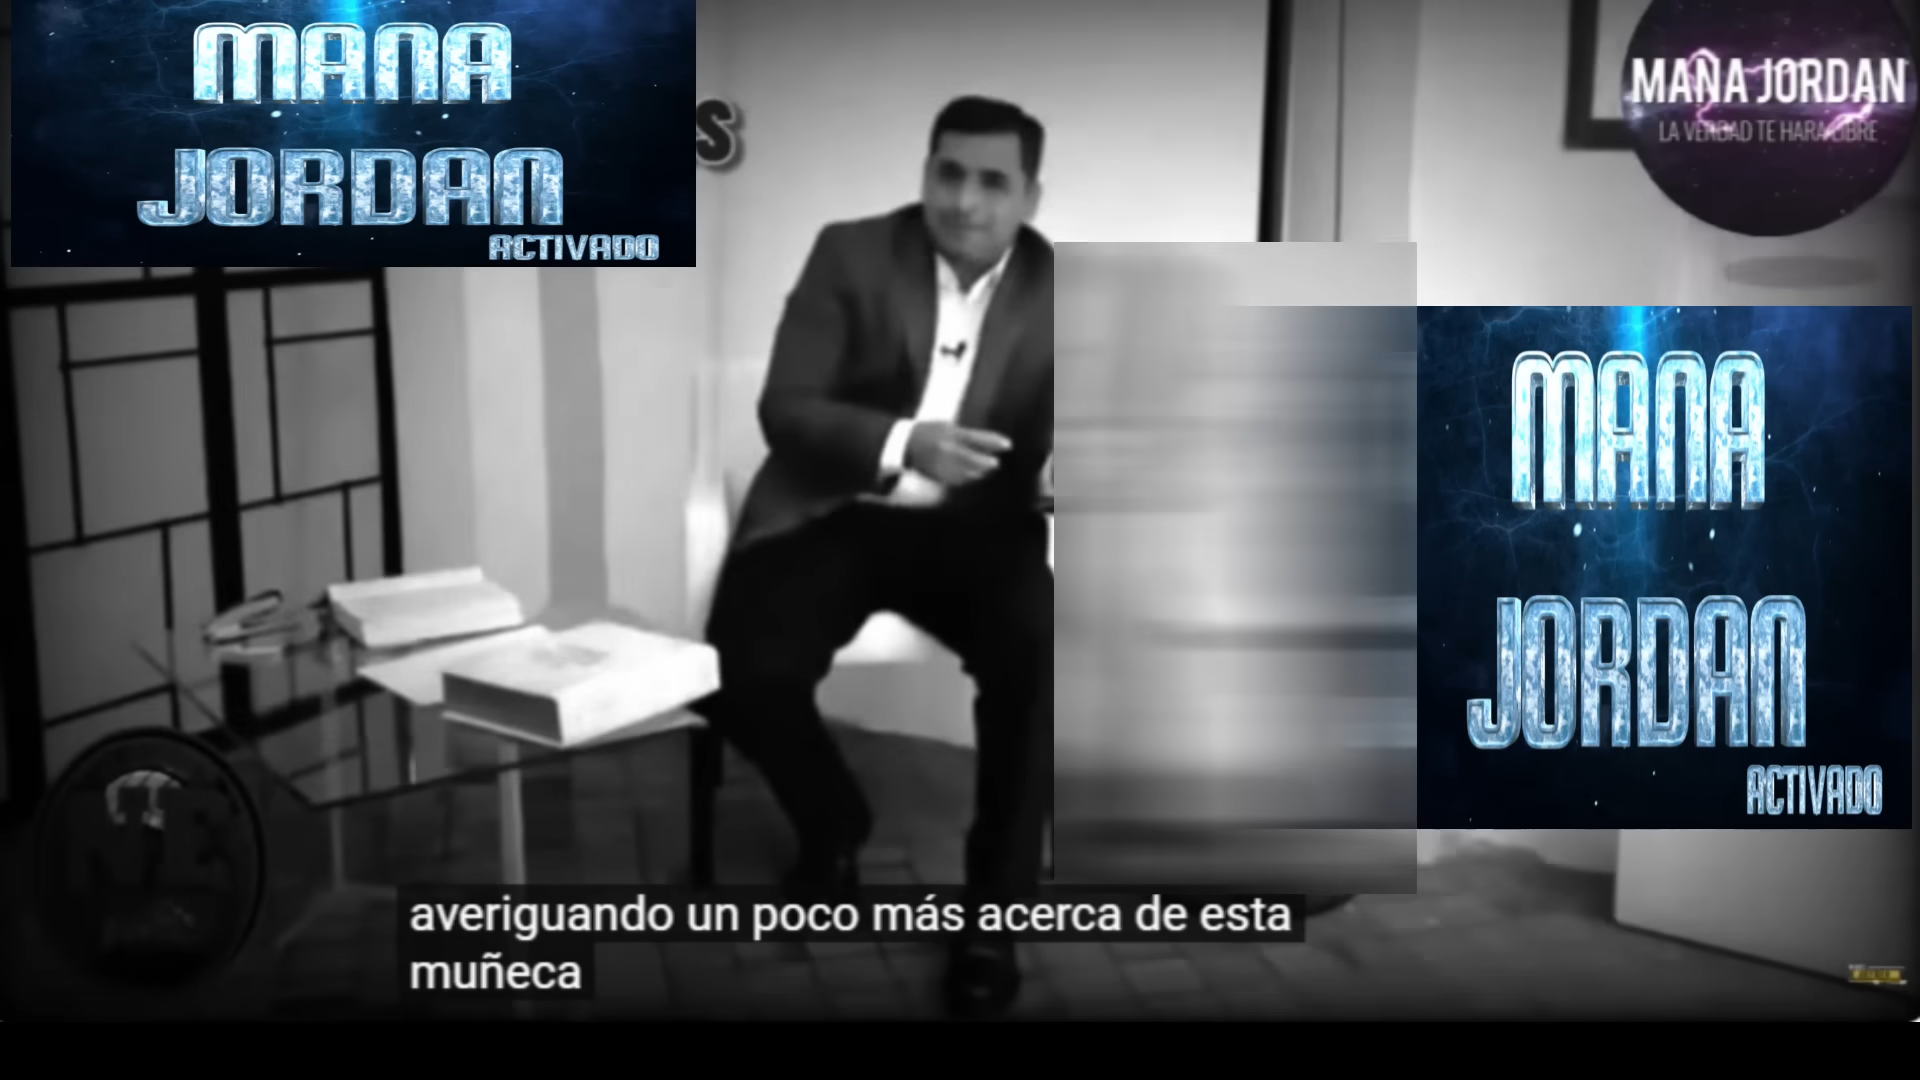 MANA
JORDAN
ACTIVADO
S
MANA JORDAN
LA VERDAD TE HARA LIBRE
MANA
JORDAN
ACTIVADO
averiguando un poco más acerca de esta
muñeca